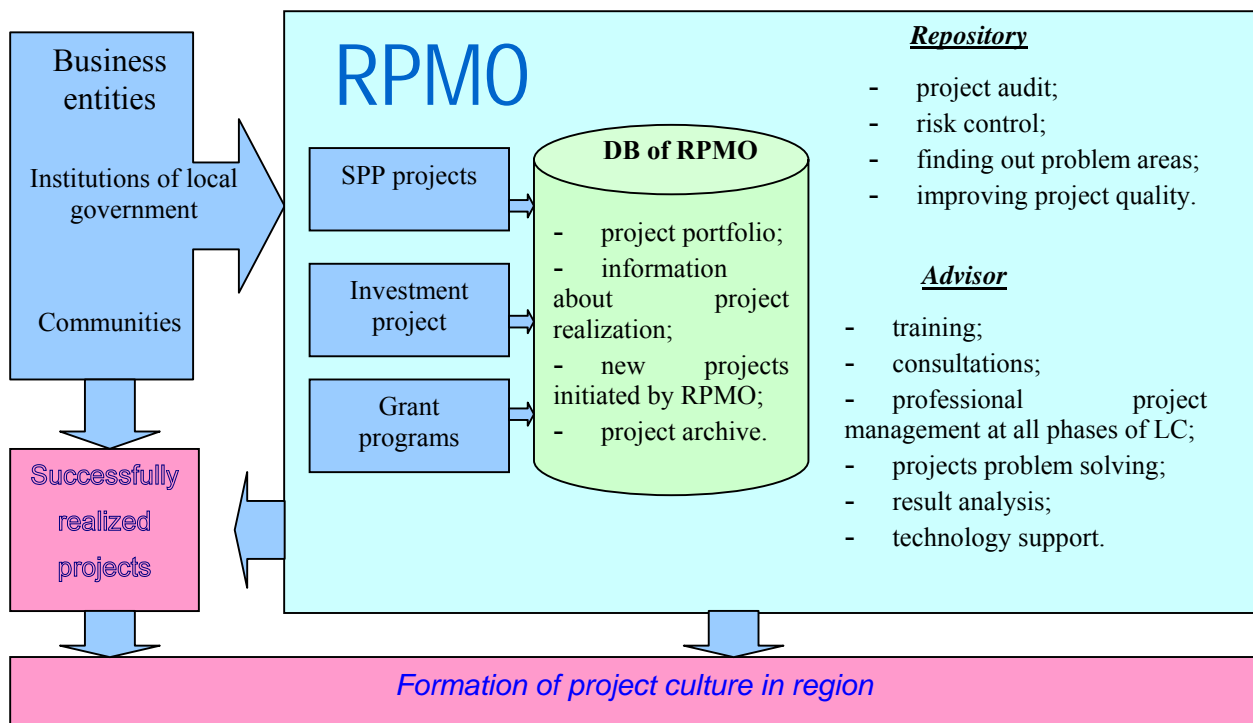 Business
entities
Institutions of local
government
Communities
Successfully
realized
projects
RPMO
SPP projects
Investment
project
Grant
programs
DB of RPMO
- project portfolio;
- information
about project
realization;
- new projects
initiated by RPMO;
- project archive.
Repository
- project audit;
- risk control;
- finding out problem areas;
- improving project quality.
Advisor
- training;
- consultations;
- professional project
management at all phases of LC;
- projects problem solving;
- result analysis;
- technology support.
Formation of project culture in region